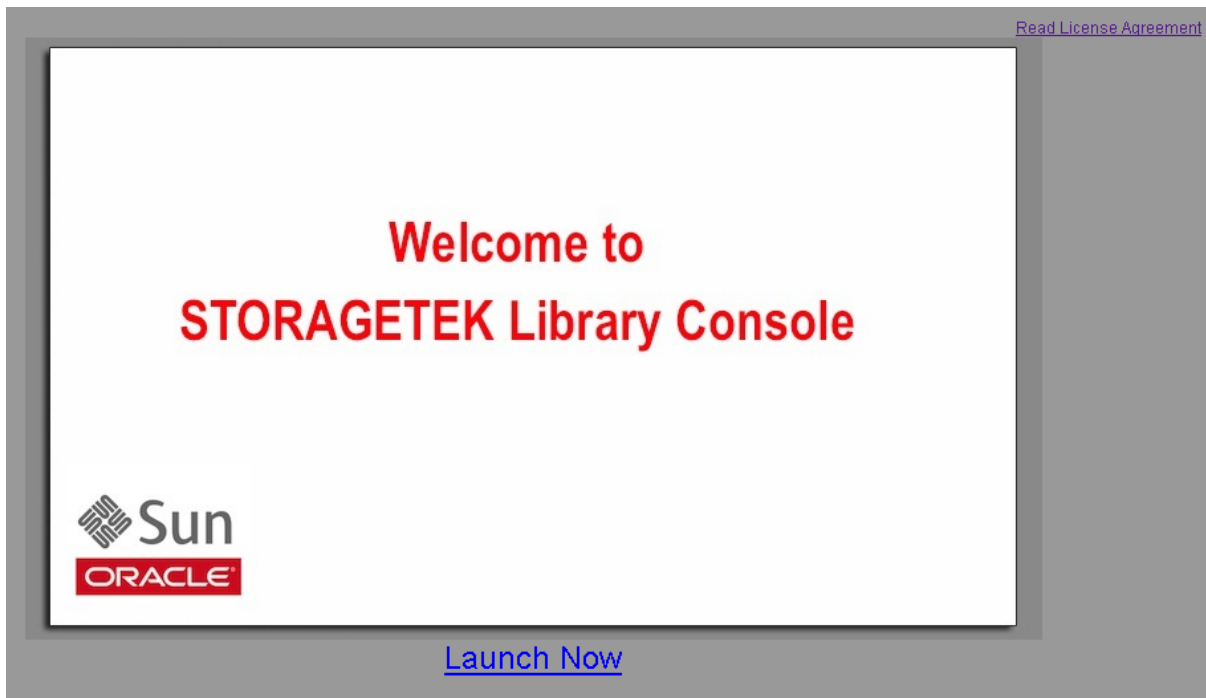 Read License Agreement
Welcome to
STORAGETEK Library Console
Sun
ORACLE®
Launch Now